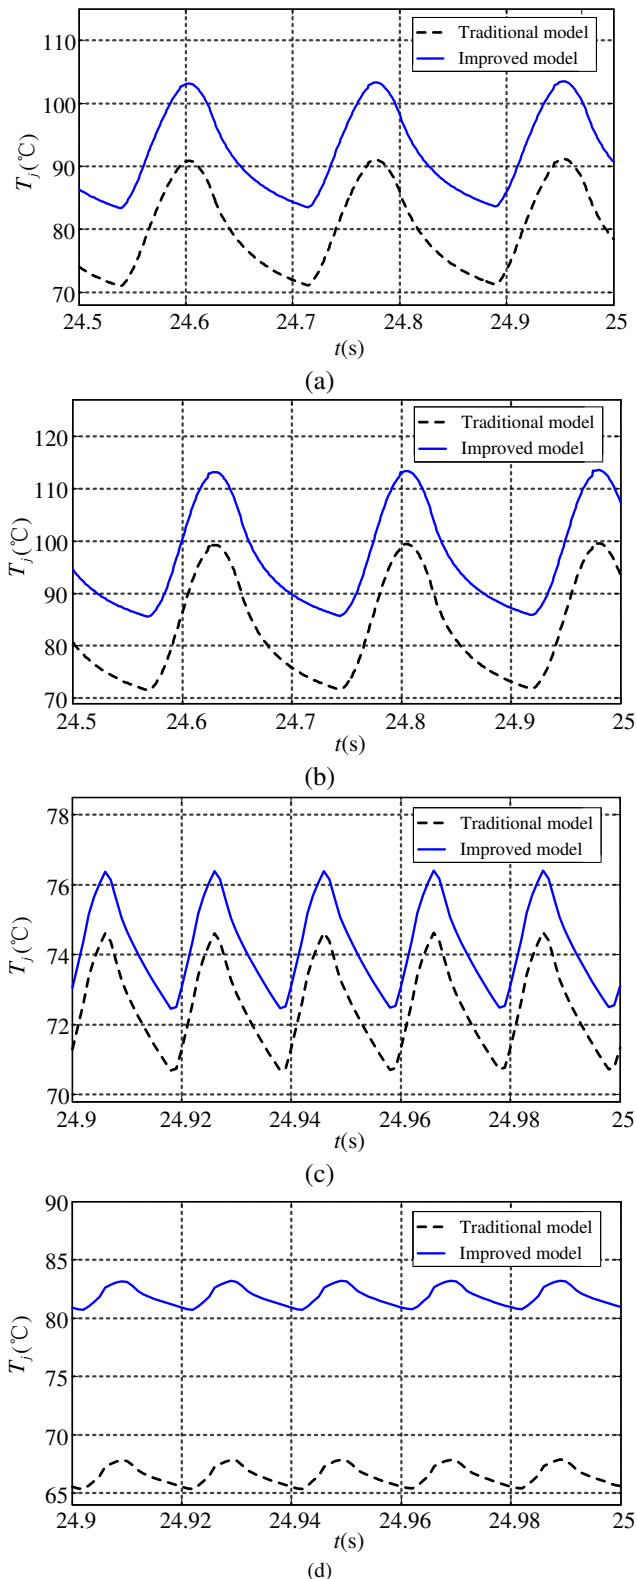 Traditional model
Improved model
110
100
90
80
70
T_j(℃)
24.5 24.6 24.7 24.8 24.9 25
t(s)
(a)
Traditional model
Improved model
120
110
100
90
80
70
T_j(℃)
24.5 24.6 24.7 24.8 24.9 25
t(s)
(b)
Traditional model
Improved model
78
76
74
72
70
T_j(℃)
24.9 24.92 24.94 24.96 24.98 25
t(s)
(c)
Traditional model
Improved model
90
85
80
75
70
65
T_j(℃)
24.9 24.92 24.94 24.96 24.98 25
t(s)
(d)